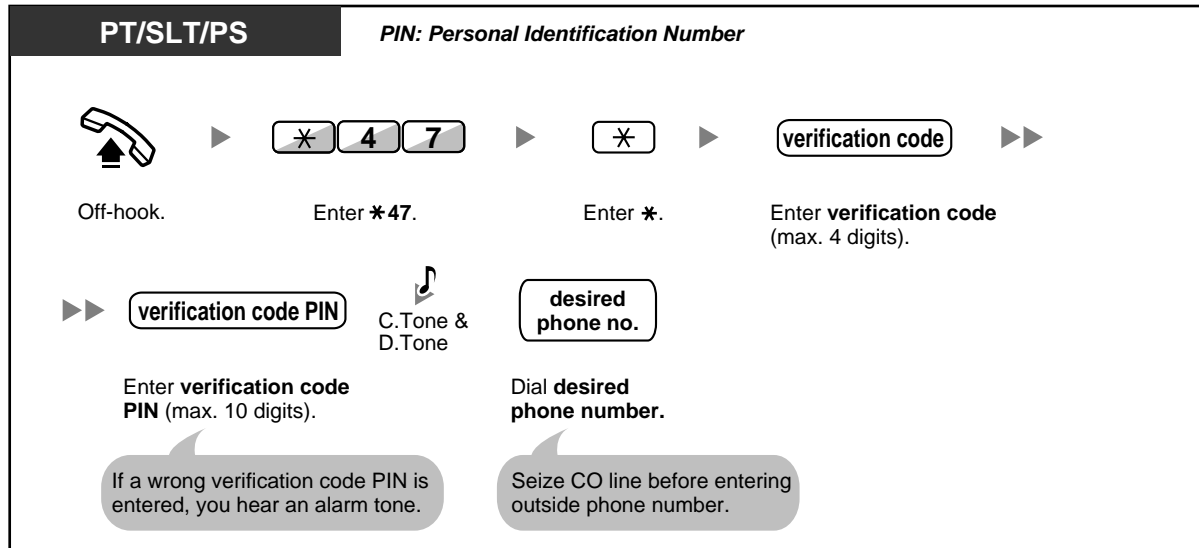 PT/SLT/PS
PIN: Personal Identification Number
* 4 7
*
verification code
Off-hook.
Enter *47.
Enter *.
Enter verification code
(max. 4 digits).
verification code PIN
C.Tone &
D.Tone
desired
phone no.
Enter verification code
PIN (max. 10 digits).
Dial desired
phone number.
If a wrong verification code PIN is
entered, you hear an alarm tone.
Seize CO line before entering
outside phone number.